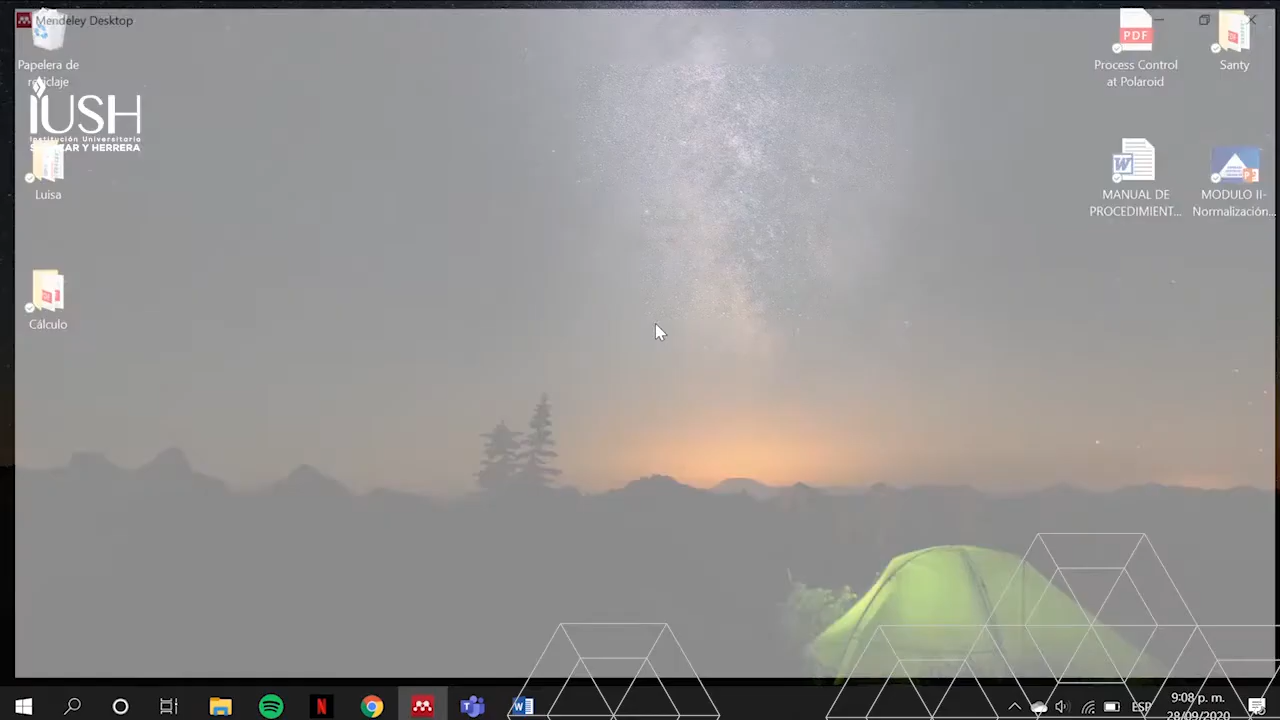 Mendeley Desktop
Papelera de
reciclaje
IUSH
Institución Universitaria
SALAZAR Y HERRERA
Luisa
Cálculo
PDF
Process Control
at Polaroid
Santy
MANUAL DE
PROCEDIMIENT...
MODULO II-
Normalización...
ESP
9:08 p. m.
28/09/2020